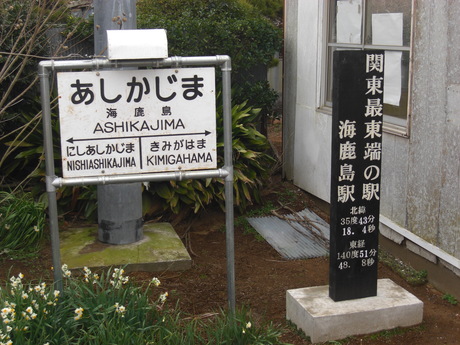 あしかじま
海鹿島
ASHIKAJIMA
にしあしかじま
NISHIASHIKAJIMA
きみがはま
KIMIGAHAMA
関東最東端の駅
海鹿島駅
北緯
35度43分
18.4秒
東経
140度51分
48.8秒